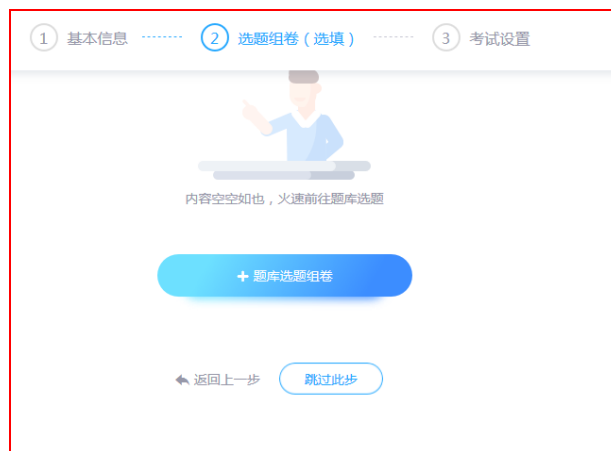 1 基本信息 2 选题组卷（选填） 3 考试设置
内容空空如也，火速前往题库选题
+ 题库选题组卷
返回上一步 跳过此步